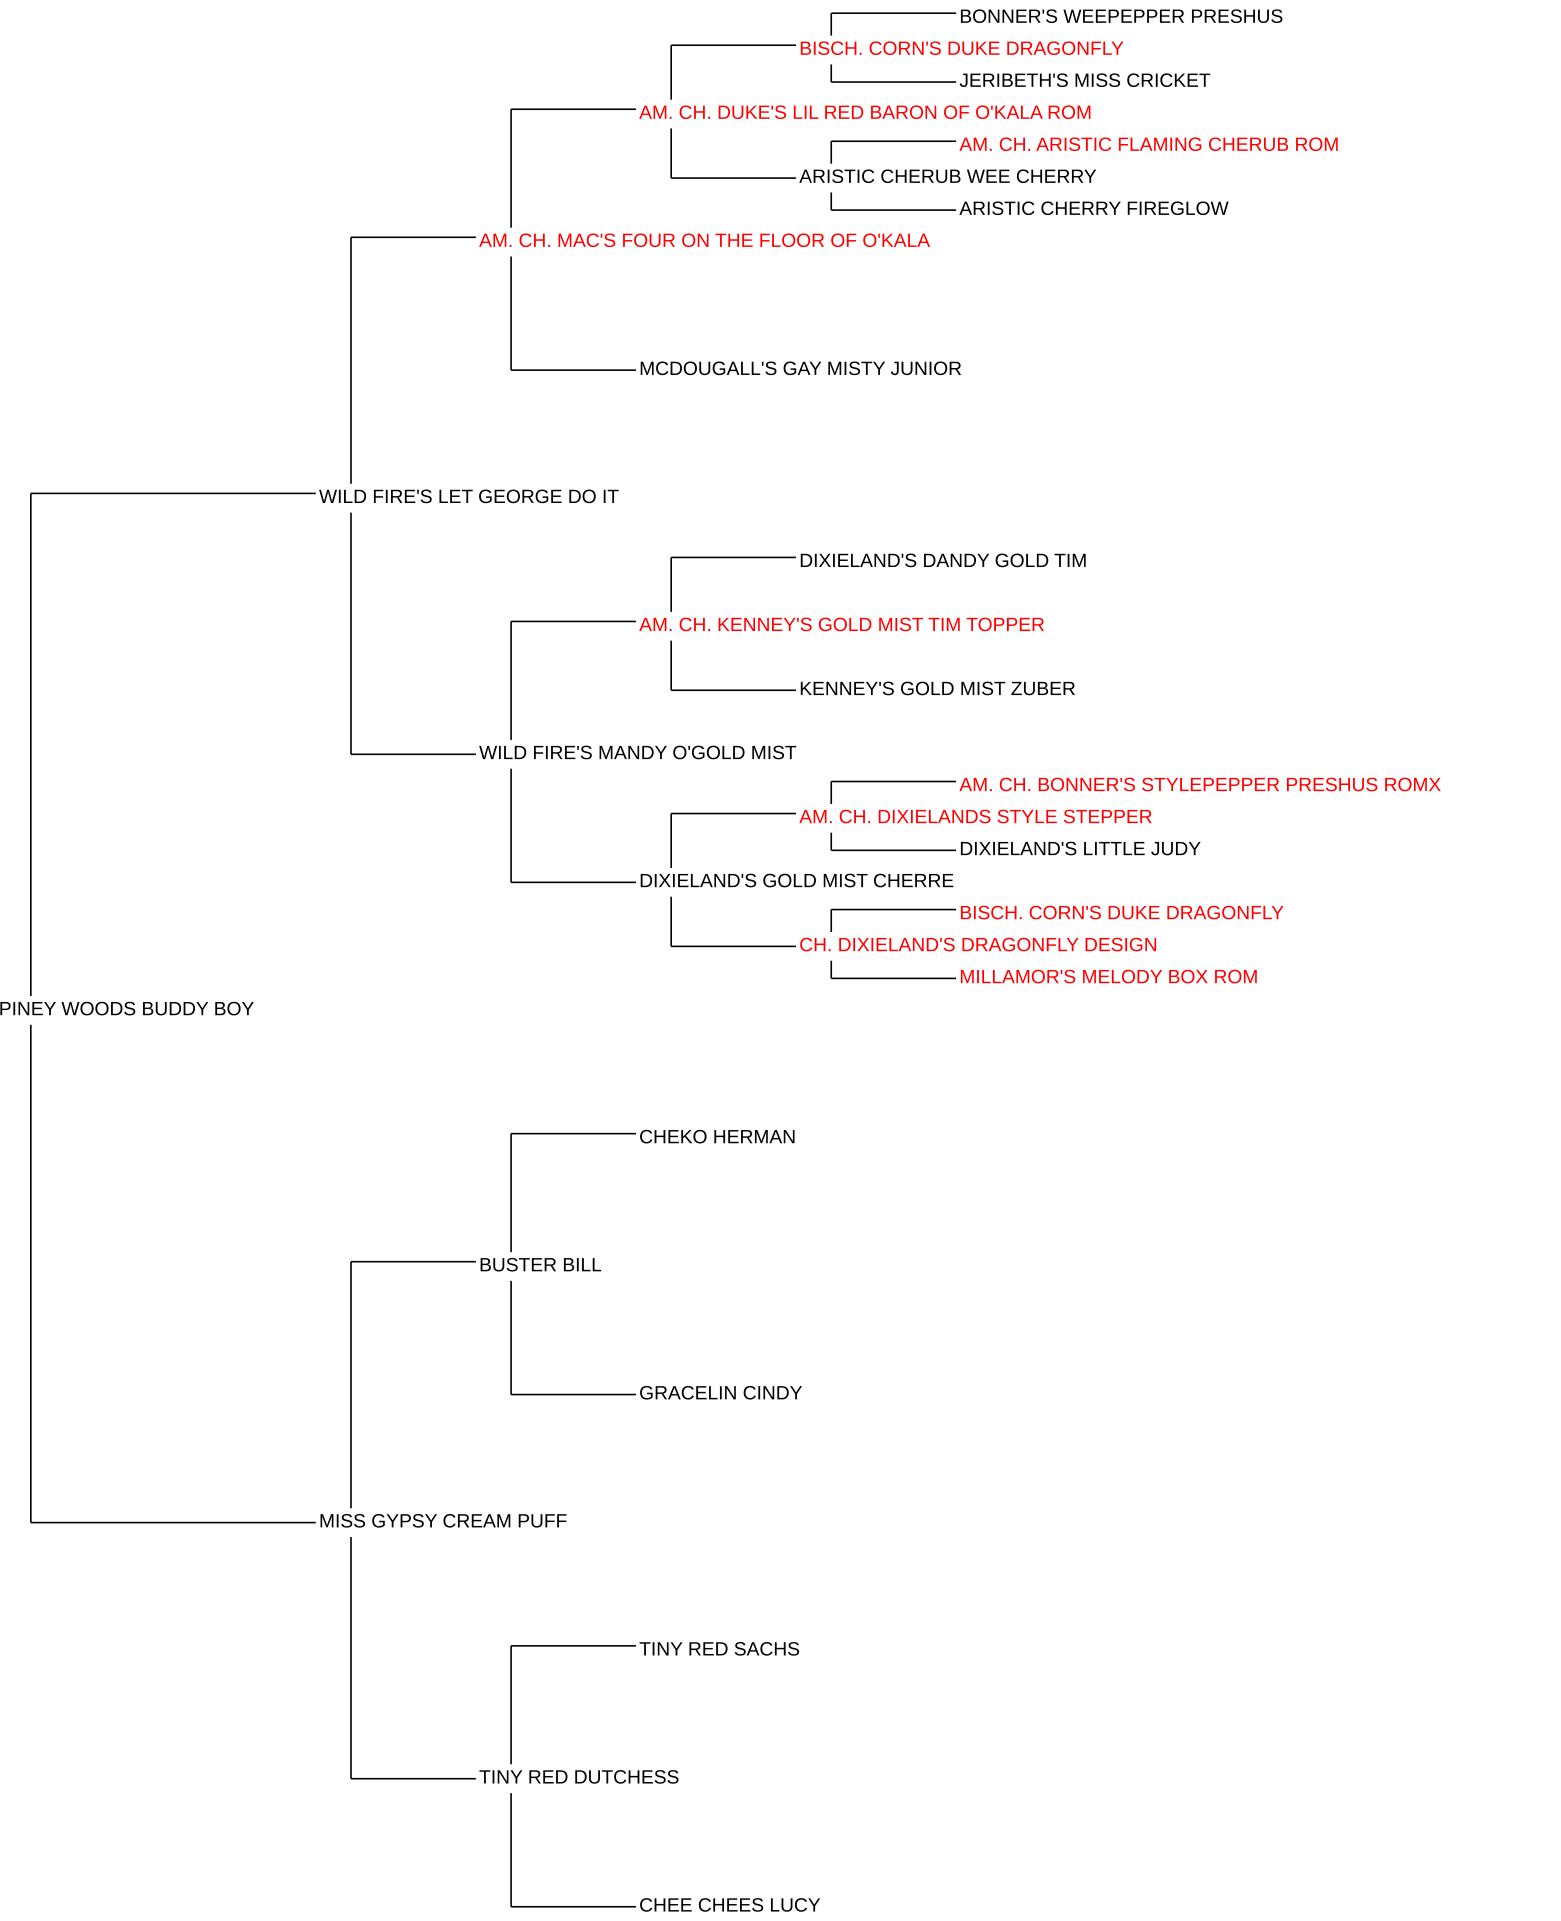 BONNER'S WEEPEPPER PRESHUS
BISCH. CORN'S DUKE DRAGONFLY
JERIBETH'S MISS CRICKET
AM. CH. DUKE'S LIL RED BARON OF O'KALA ROM
AM. CH. ARISTIC FLAMING CHERUB ROM
ARISTIC CHERUB WEE CHERRY
ARISTIC CHERRY FIREGLOW
AM. CH. MAC'S FOUR ON THE FLOOR OF O'KALA
MCDOUGALL'S GAY MISTY JUNIOR
WILD FIRE'S LET GEORGE DO IT
DIXIELAND'S DANDY GOLD TIM
AM. CH. KENNEY'S GOLD MIST TIM TOPPER
KENNEY'S GOLD MIST ZUBER
WILD FIRE'S MANDY O'GOLD MIST
AM. CH. BONNER'S STYLEPEPPER PRESHUS ROMX
AM. CH. DIXIELANDS STYLE STEPPER
DIXIELAND'S LITTLE JUDY
DIXIELAND'S GOLD MIST CHERRE
BISCH. CORN'S DUKE DRAGONFLY
CH. DIXIELAND'S DRAGONFLY DESIGN
MILLAMOR'S MELODY BOX ROM
PINEY WOODS BUDDY BOY
CHEKO HERMAN
BUSTER BILL
GRACELIN CINDY
MISS GYPSY CREAM PUFF
TINY RED SACHS
TINY RED DUTCHESS
CHEE CHEES LUCY